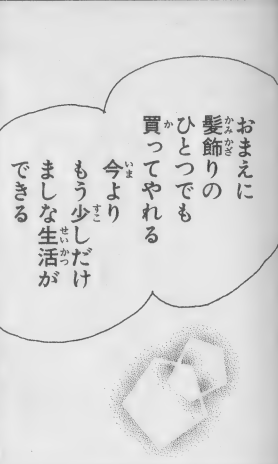 おまえに
髪飾りの
ひとつでも
買ってやれる
今より
もう少しだけ
ましな生活が
できる